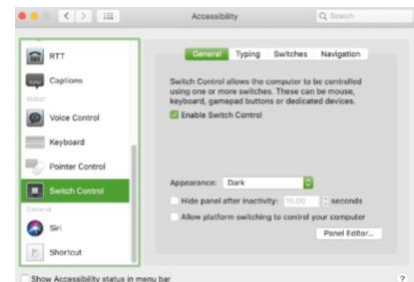 Accessibility
Search
RTT
Captions
Motor
Voice Control
Keyboard
Pointer Control
Switch Control
General
Siri
Shortcut
General Typing Switches Navigation
Switch Control allows the computer to be controlled
using one or more switches. These can be mouse,
keyboard, gamepad buttons or dedicated devices.
Enable Switch Control
Appearance: Dark
Hide panel after inactivity: 15.00 seconds
Allow platform switching to control your computer
Panel Editor...
Show Accessibility status in menu bar
?